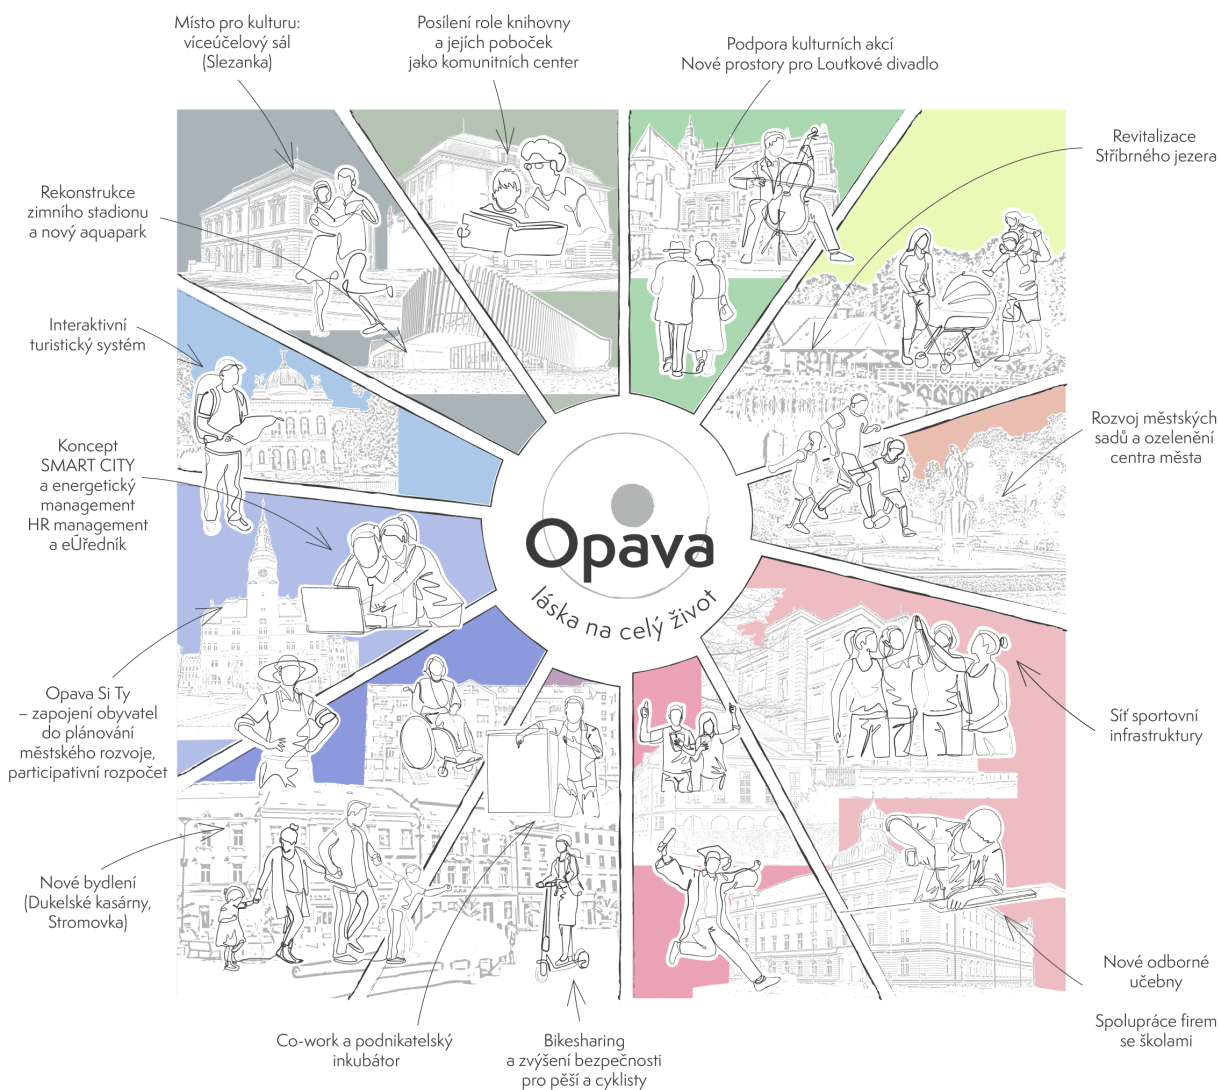 Místo pro kulturu:
víceúčelový sál
(Slezanka)
Posílení role knihovny
a jejích poboček
jako komunitních center
Podpora kulturních akcí
Nové prostory pro Loutkové divadlo
Revitalizace
Stříbrného jezera
Rekonstrukce
zimního stadionu
a nový aquapark
Interaktivní
turistický systém
Rozvoj městských
sadů a ozelenění
centra města
Koncept
SMART CITY
a energetický
management
HR management
a eÚředník
Opava
láska na celý život
Opava Si Ty
– zapojení obyvatel
do plánování
městského rozvoje,
participativní rozpočet
Síť sportovní
infrastruktury
Nové bydlení
(Dukelské kasárny,
Stromovka)
Nové odborné
učebny
Spolupráce firem
se školami
Co-work a podnikatelský
inkubátor
Bikesharing
a zvýšení bezpečnosti
pro pěší a cyklisty